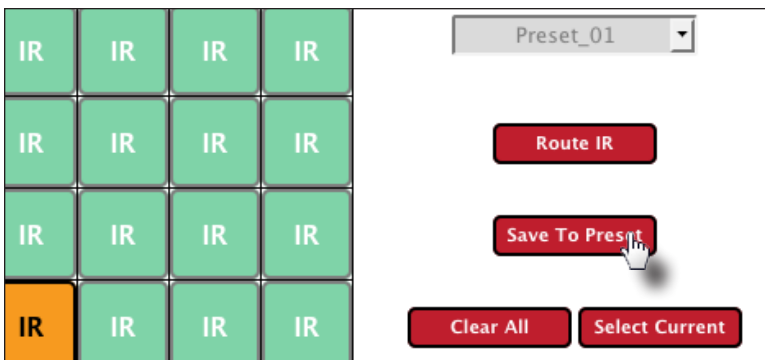 IR IR IR IR Preset_01
IR IR IR IR Route IR
IR IR IR IR Save To Preset
IR IR IR IR Clear All Select Current